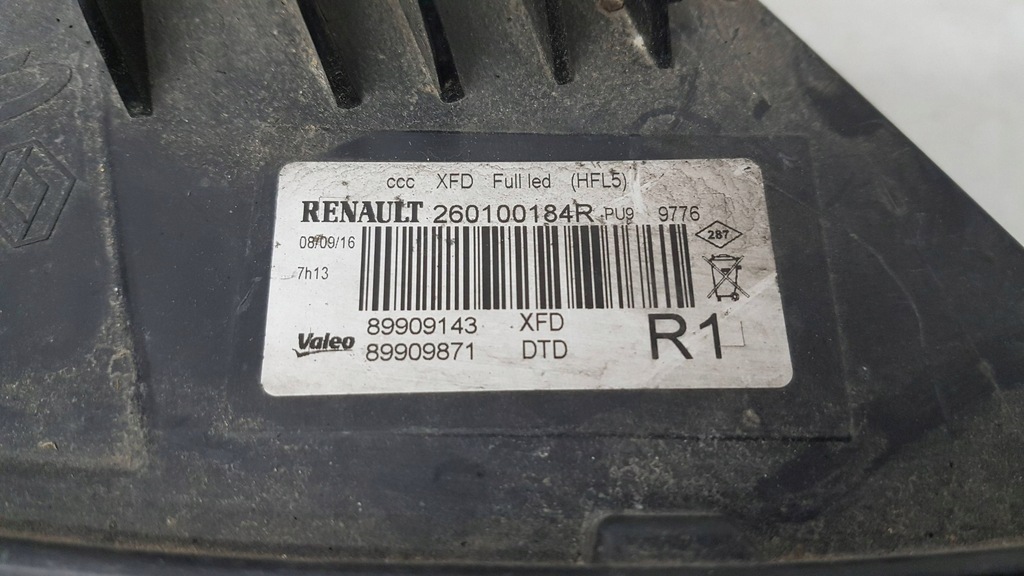 ccc XFD Full led (HFL5)
RENAULT 260100184R PU9 9776
08/09/16
287
7h13
89909143 XFD
Valeo
89909871 DTD
R1